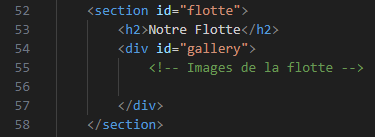 52 <section id="flotte">
53 <h2>Notre Flotte</h2>
54 <div id="gallery">
55 <!-- Images de la flotte -->
56
57 </div>
58 </section>